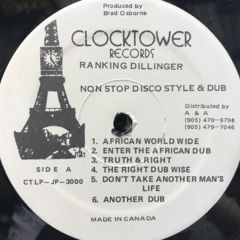 Produced by
Brad Osborne
CLOCKTOWER
RECORDS
RANKING DILLINGER
NON STOP DISCO STYLE & DUB
Distributed by
A & A
(905) 470-9798
(905) 479-7046
SIDE A
CTLP-JP-3000
1. AFRICAN WORLD WIDE
2. ENTER THE AFRICAN DUB
3. TRUTH & RIGHT
4. THE RIGHT DUB WISE
5. DON'T TAKE ANOTHER MAN'S
LIFE
6. ANOTHER DUB
MADE IN CANADA